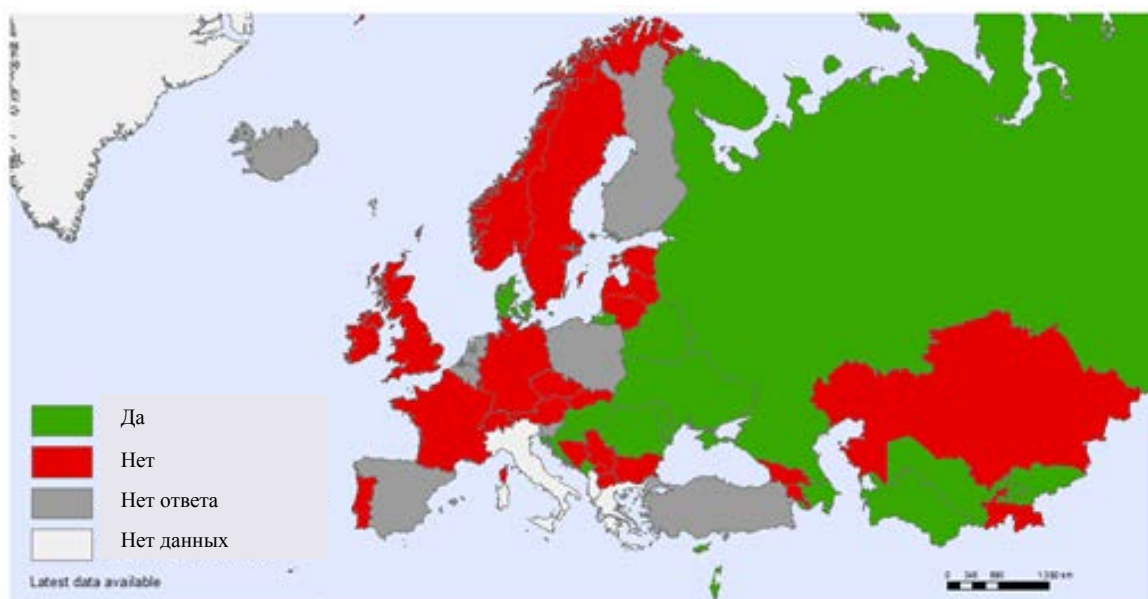 Да
Нет
Нет ответа
Нет данных
Latest data available